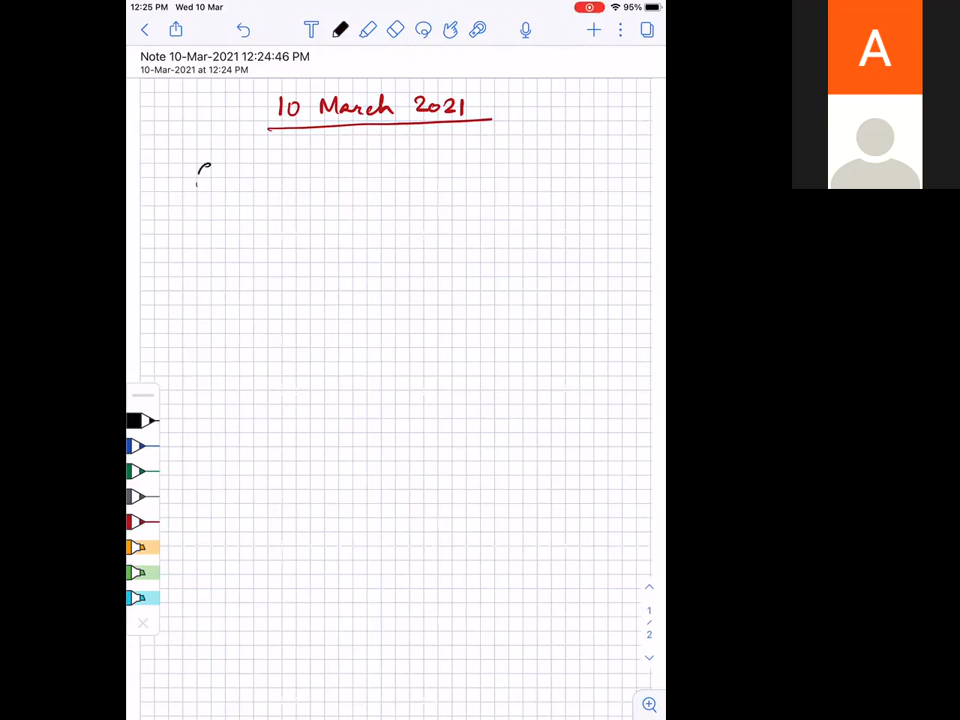 12:25 PM Wed 10 Mar 95%
T
A
Note 10-Mar-2021 12:24:46 PM
10-Mar-2021 at 12:24 PM
10 March 2021
1
/
2